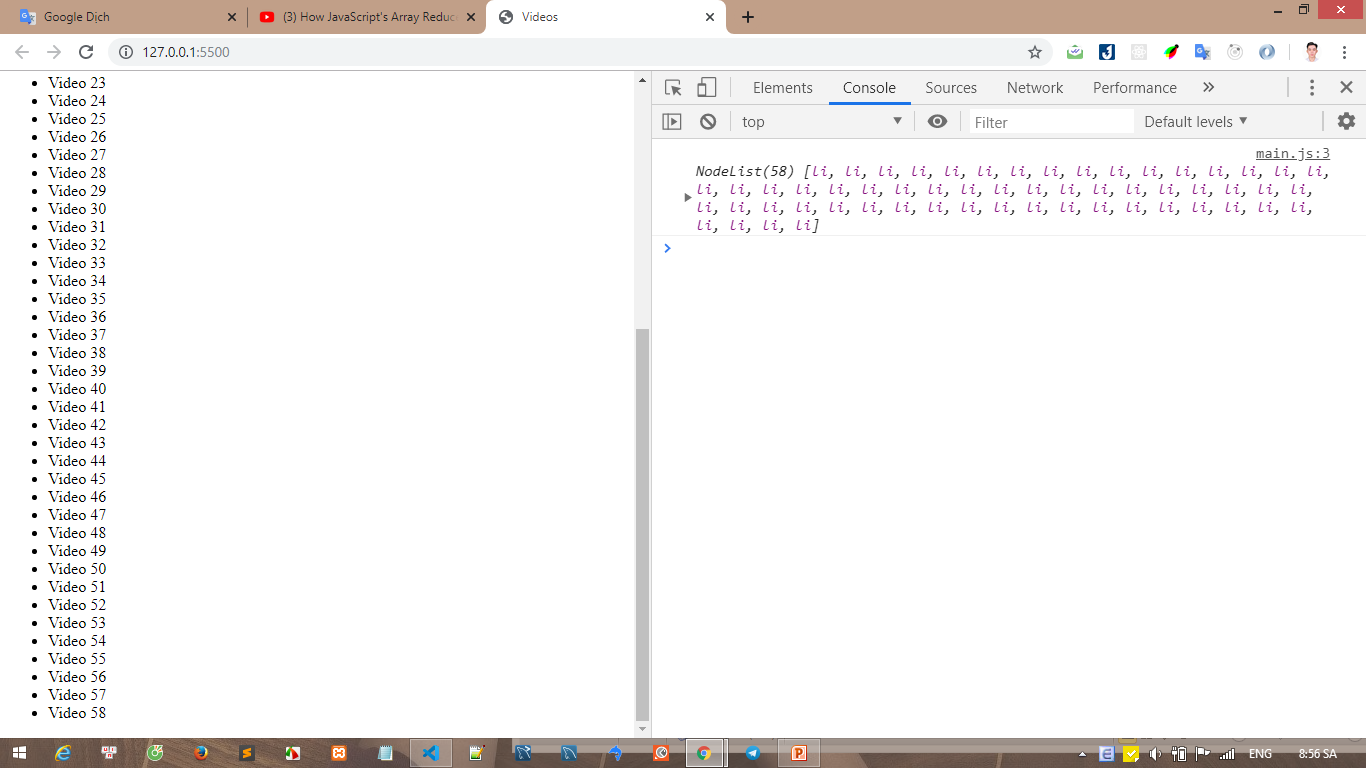 Google Dịch
(3) How JavaScript's Array Reduc
Videos
127.0.0.1:5500
Video 23
Video 24
Video 25
Video 26
Video 27
Video 28
Video 29
Video 30
Video 31
Video 32
Video 33
Video 34
Video 35
Video 36
Video 37
Video 38
Video 39
Video 40
Video 41
Video 42
Video 43
Video 44
Video 45
Video 46
Video 47
Video 48
Video 49
Video 50
Video 51
Video 52
Video 53
Video 54
Video 55
Video 56
Video 57
Video 58
Elements Console Sources Network Performance
top Filter Default levels
main.js:3
NodeList(58) [li, li, li, li, li, li, li, li, li, li, li, li, li, li, li, li,
li, li, li, li, li, li, li, li, li, li, li, li, li, li, li, li, li, li, li,
li, li, li, li, li, li, li, li, li, li, li, li, li, li, li, li, li, li, li,
li, li, li, li]
ENG 8:56 SA